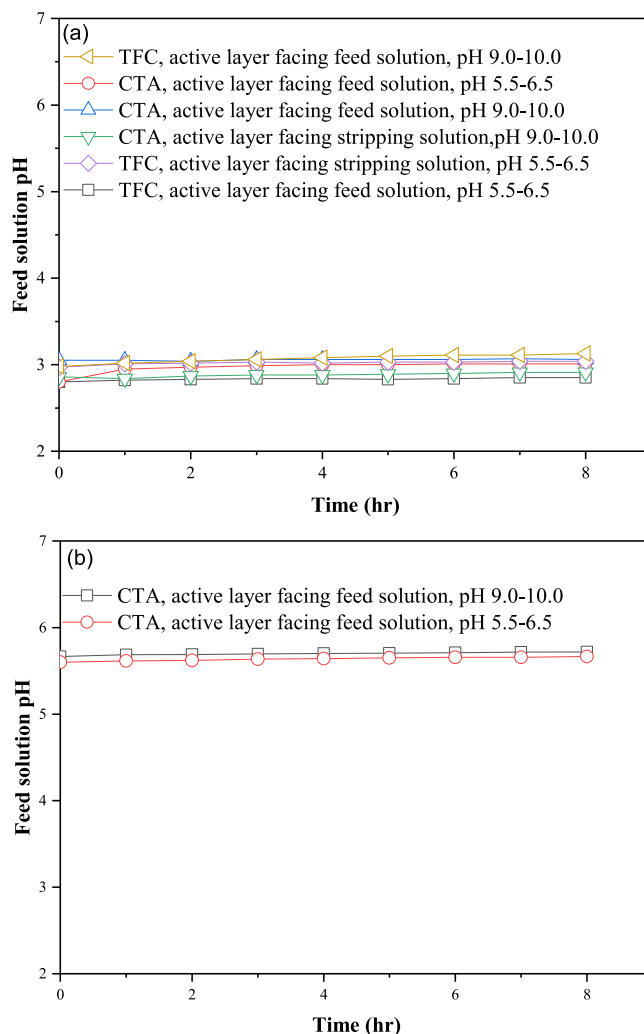 (a)
TFC, active layer facing feed solution, pH 9.0-10.0
CTA, active layer facing feed solution, pH 5.5-6.5
CTA, active layer facing feed solution, pH 9.0-10.0
CTA, active layer facing stripping solution,pH 9.0-10.0
TFC, active layer facing stripping solution, pH 5.5-6.5
TFC, active layer facing feed solution, pH 5.5-6.5
Feed solution pH
7
6
5
4
3
2
0 2 4 6 8
Time (hr)
(b)
CTA, active layer facing feed solution, pH 9.0-10.0
CTA, active layer facing feed solution, pH 5.5-6.5
Feed solution pH
7
6
5
4
3
2
0 2 4 6 8
Time (hr)